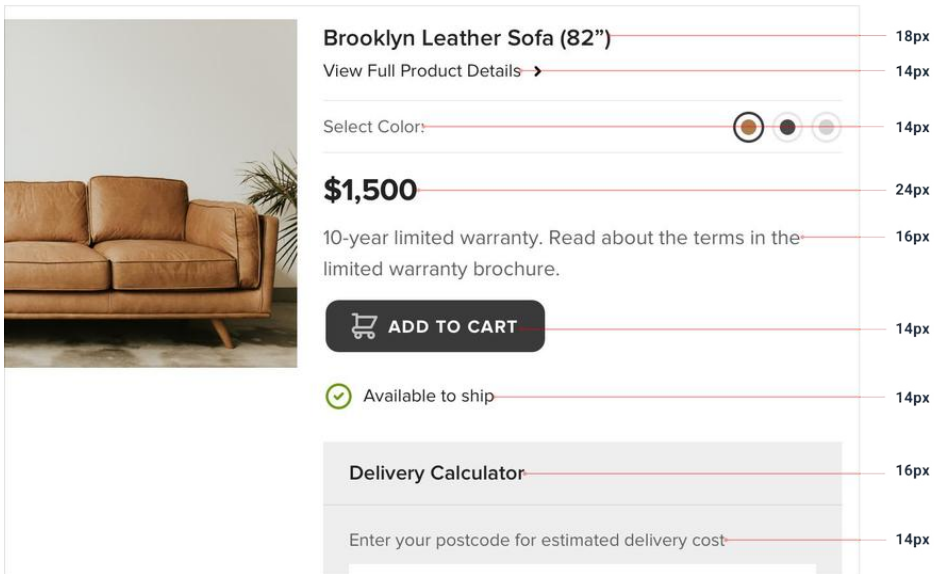 Brooklyn Leather Sofa (82”) 18px
View Full Product Details 14px
Select Color: 14px
$1,500 24px
10-year limited warranty. Read about the terms in the 16px
limited warranty brochure.
ADD TO CART 14px
Available to ship 14px
Delivery Calculator 16px
Enter your postcode for estimated delivery cost 14px